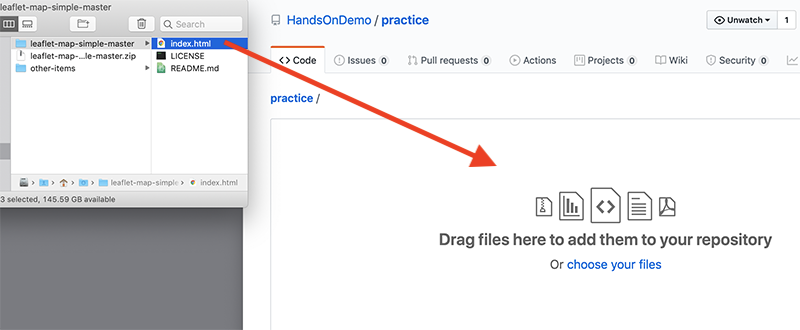 leaflet-map-simple-master
Search
leaflet-map-simple-master
leaflet-map-...le-master.zip
other-items
index.html
LICENSE
README.md
leaflet-map-simple
index.html
3 selected, 145.59 GB available
HandsOnDemo / practice
Unwatch
1
Code
Issues 0
Pull requests 0
Actions
Projects 0
Wiki
Security 0
practice /
Drag files here to add them to your repository
Or choose your files